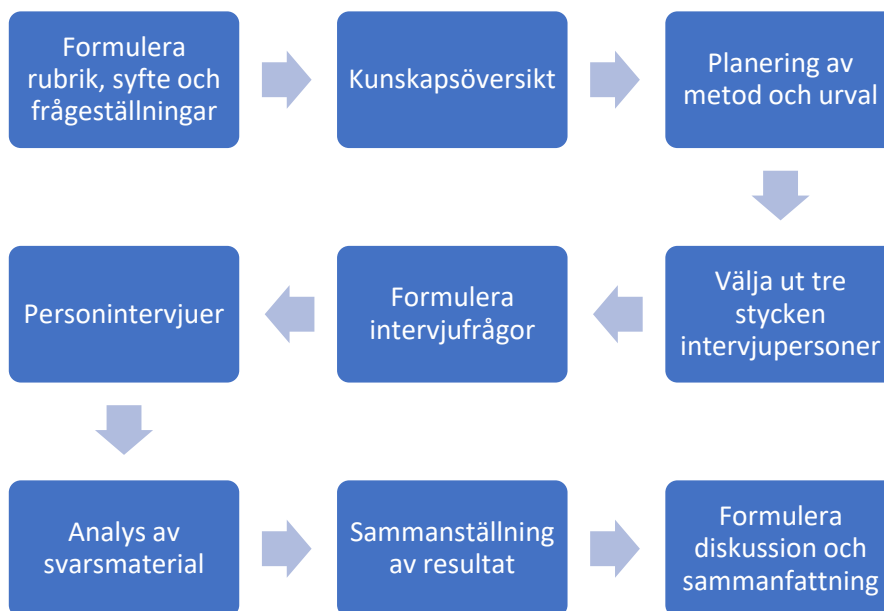 Formulera
rubrik, syfte och
frågeställningar
Kunskapsöversikt
Planering av
metod och urval
Välja ut tre
stycken
intervjupersoner
Formulera
intervjufrågor
Personintervjuer
Analys av
svarsmaterial
Sammanställning
av resultat
Formulera
diskussion och
sammanfattning